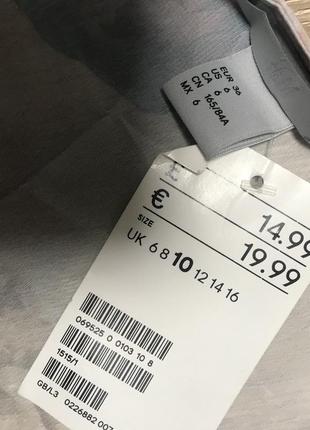 EUR 36
US 6
CA 6
CN 165/84A
MX 6
£ 14.99
€ 19.99
SIZE
UK 6 8 10 12 14 16
069525 0 0103 10 8
1515/1
GB/L3 0226882 007